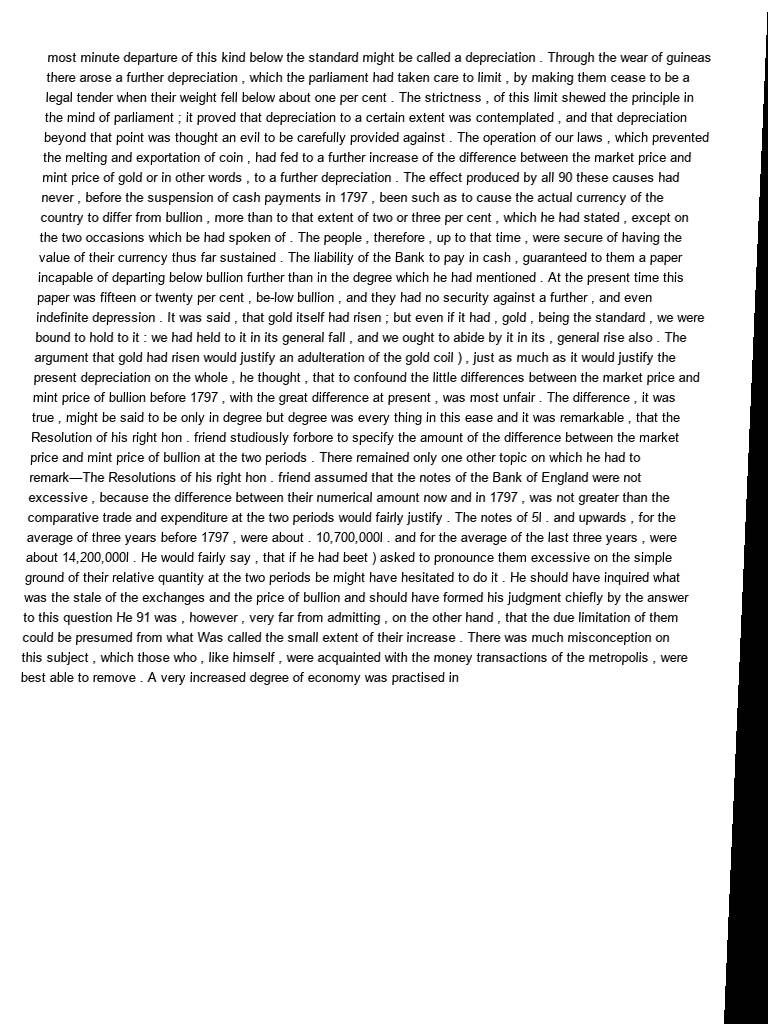 most minute departure of this kind below the standard might be called a depreciation . Through the wear of guineas
there arose a further depreciation , which the parliament had taken care to limit , by making them cease to be a
legal tender when their weight fell below about one per cent . The strictness , of this limit shewed the principle in
the mind of parliament ; it proved that depreciation to a certain extent was contemplated , and that depreciation
beyond that point was thought an evil to be carefully provided against . The operation of our laws , which prevented
the melting and exportation of coin , had fed to a further increase of the difference between the market price and
mint price of gold or in other words , to a further depreciation . The effect produced by all 90 these causes had
never , before the suspension of cash payments in 1797 , been such as to cause the actual currency of the
country to differ from bullion , more than to that extent of two or three per cent , which he had stated , except on
the two occasions which be had spoken of . The people , therefore , up to that time , were secure of having the
value of their currency thus far sustained . The liability of the Bank to pay in cash , guaranteed to them a paper
incapable of departing below bullion further than in the degree which he had mentioned . At the present time this
paper was fifteen or twenty per cent , be-low bullion , and they had no security against a further , and even
indefinite depression . It was said , that gold itself had risen ; but even if it had , gold , being the standard , we were
bound to hold to it : we had held to it in its general fall , and we ought to abide by it in its , general rise also . The
argument that gold had risen would justify an adulteration of the gold coil ) , just as much as it would justify the
present depreciation on the whole , he thought , that to confound the little differences between the market price and
mint price of bullion before 1797 , with the great difference at present , was most unfair . The difference , it was
true , might be said to be only in degree but degree was every thing in this ease and it was remarkable , that the
Resolution of his right hon . friend studiously forbore to specify the amount of the difference between the market
price and mint price of bullion at the two periods . There remained only one other topic on which he had to
remark—The Resolutions of his right hon . friend assumed that the notes of the Bank of England were not
excessive , because the difference between their numerical amount now and in 1797 , was not greater than the
comparative trade and expenditure at the two periods would fairly justify . The notes of 5l . and upwards , for the
average of three years before 1797 , were about . 10,700,000l . and for the average of the last three years , were
about 14,200,000l . He would fairly say , that if he had beet ) asked to pronounce them excessive on the simple
ground of their relative quantity at the two periods be might have hesitated to do it . He should have inquired what
was the stale of the exchanges and the price of bullion and should have formed his judgment chiefly by the answer
to this question He 91 was , however , very far from admitting , on the other hand , that the due limitation of them
could be presumed from what Was called the small extent of their increase . There was much misconception on
this subject , which those who , like himself , were acquainted with the money transactions of the metropolis , were
best able to remove . A very increased degree of economy was practised in